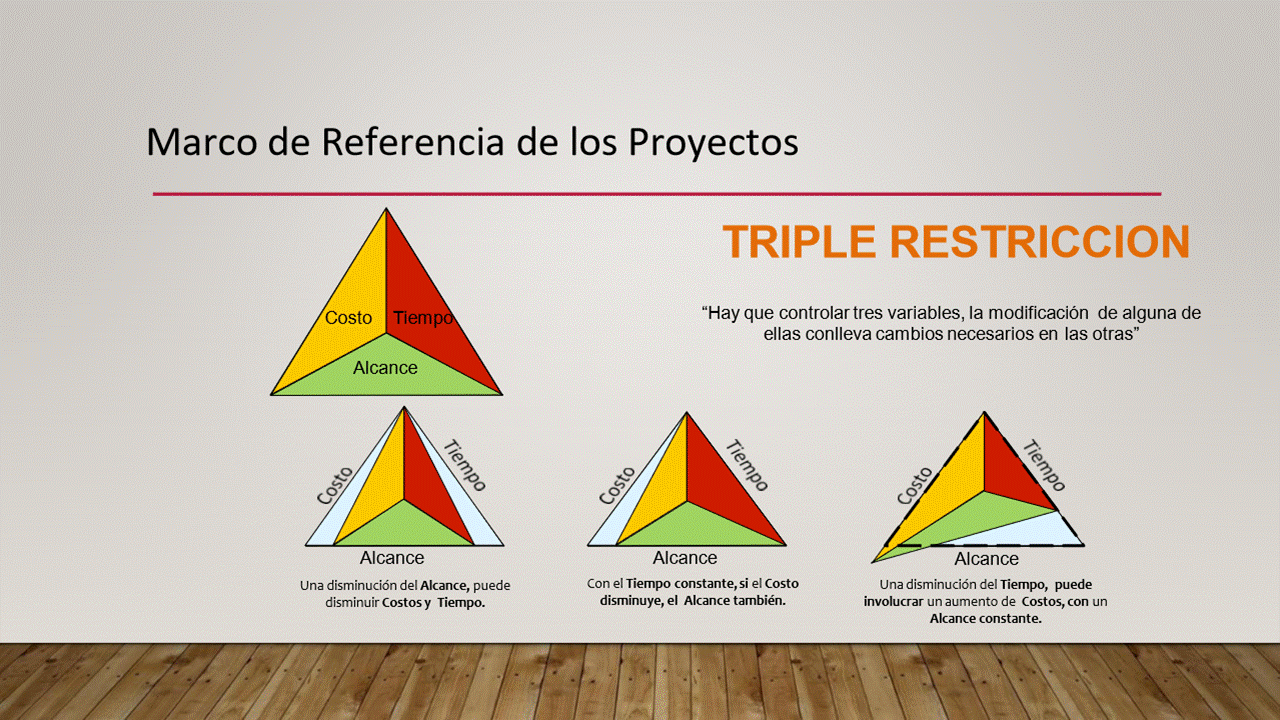 Marco de Referencia de los Proyectos
TRIPLE RESTRICCION
“Hay que controlar tres variables, la modificación de alguna de
ellas conlleva cambios necesarios en las otras”
Costo
Tiempo
Alcance
Costo
Tiempo
Alcance
Una disminución del Alcance, puede
disminuir Costos y Tiempo.
Costo
Tiempo
Alcance
Con el Tiempo constante, si el Costo
disminuye, el Alcance también.
Costo
Tiempo
Alcance
Una disminución del Tiempo, puede
involucrar un aumento de Costos, con un
Alcance constante.